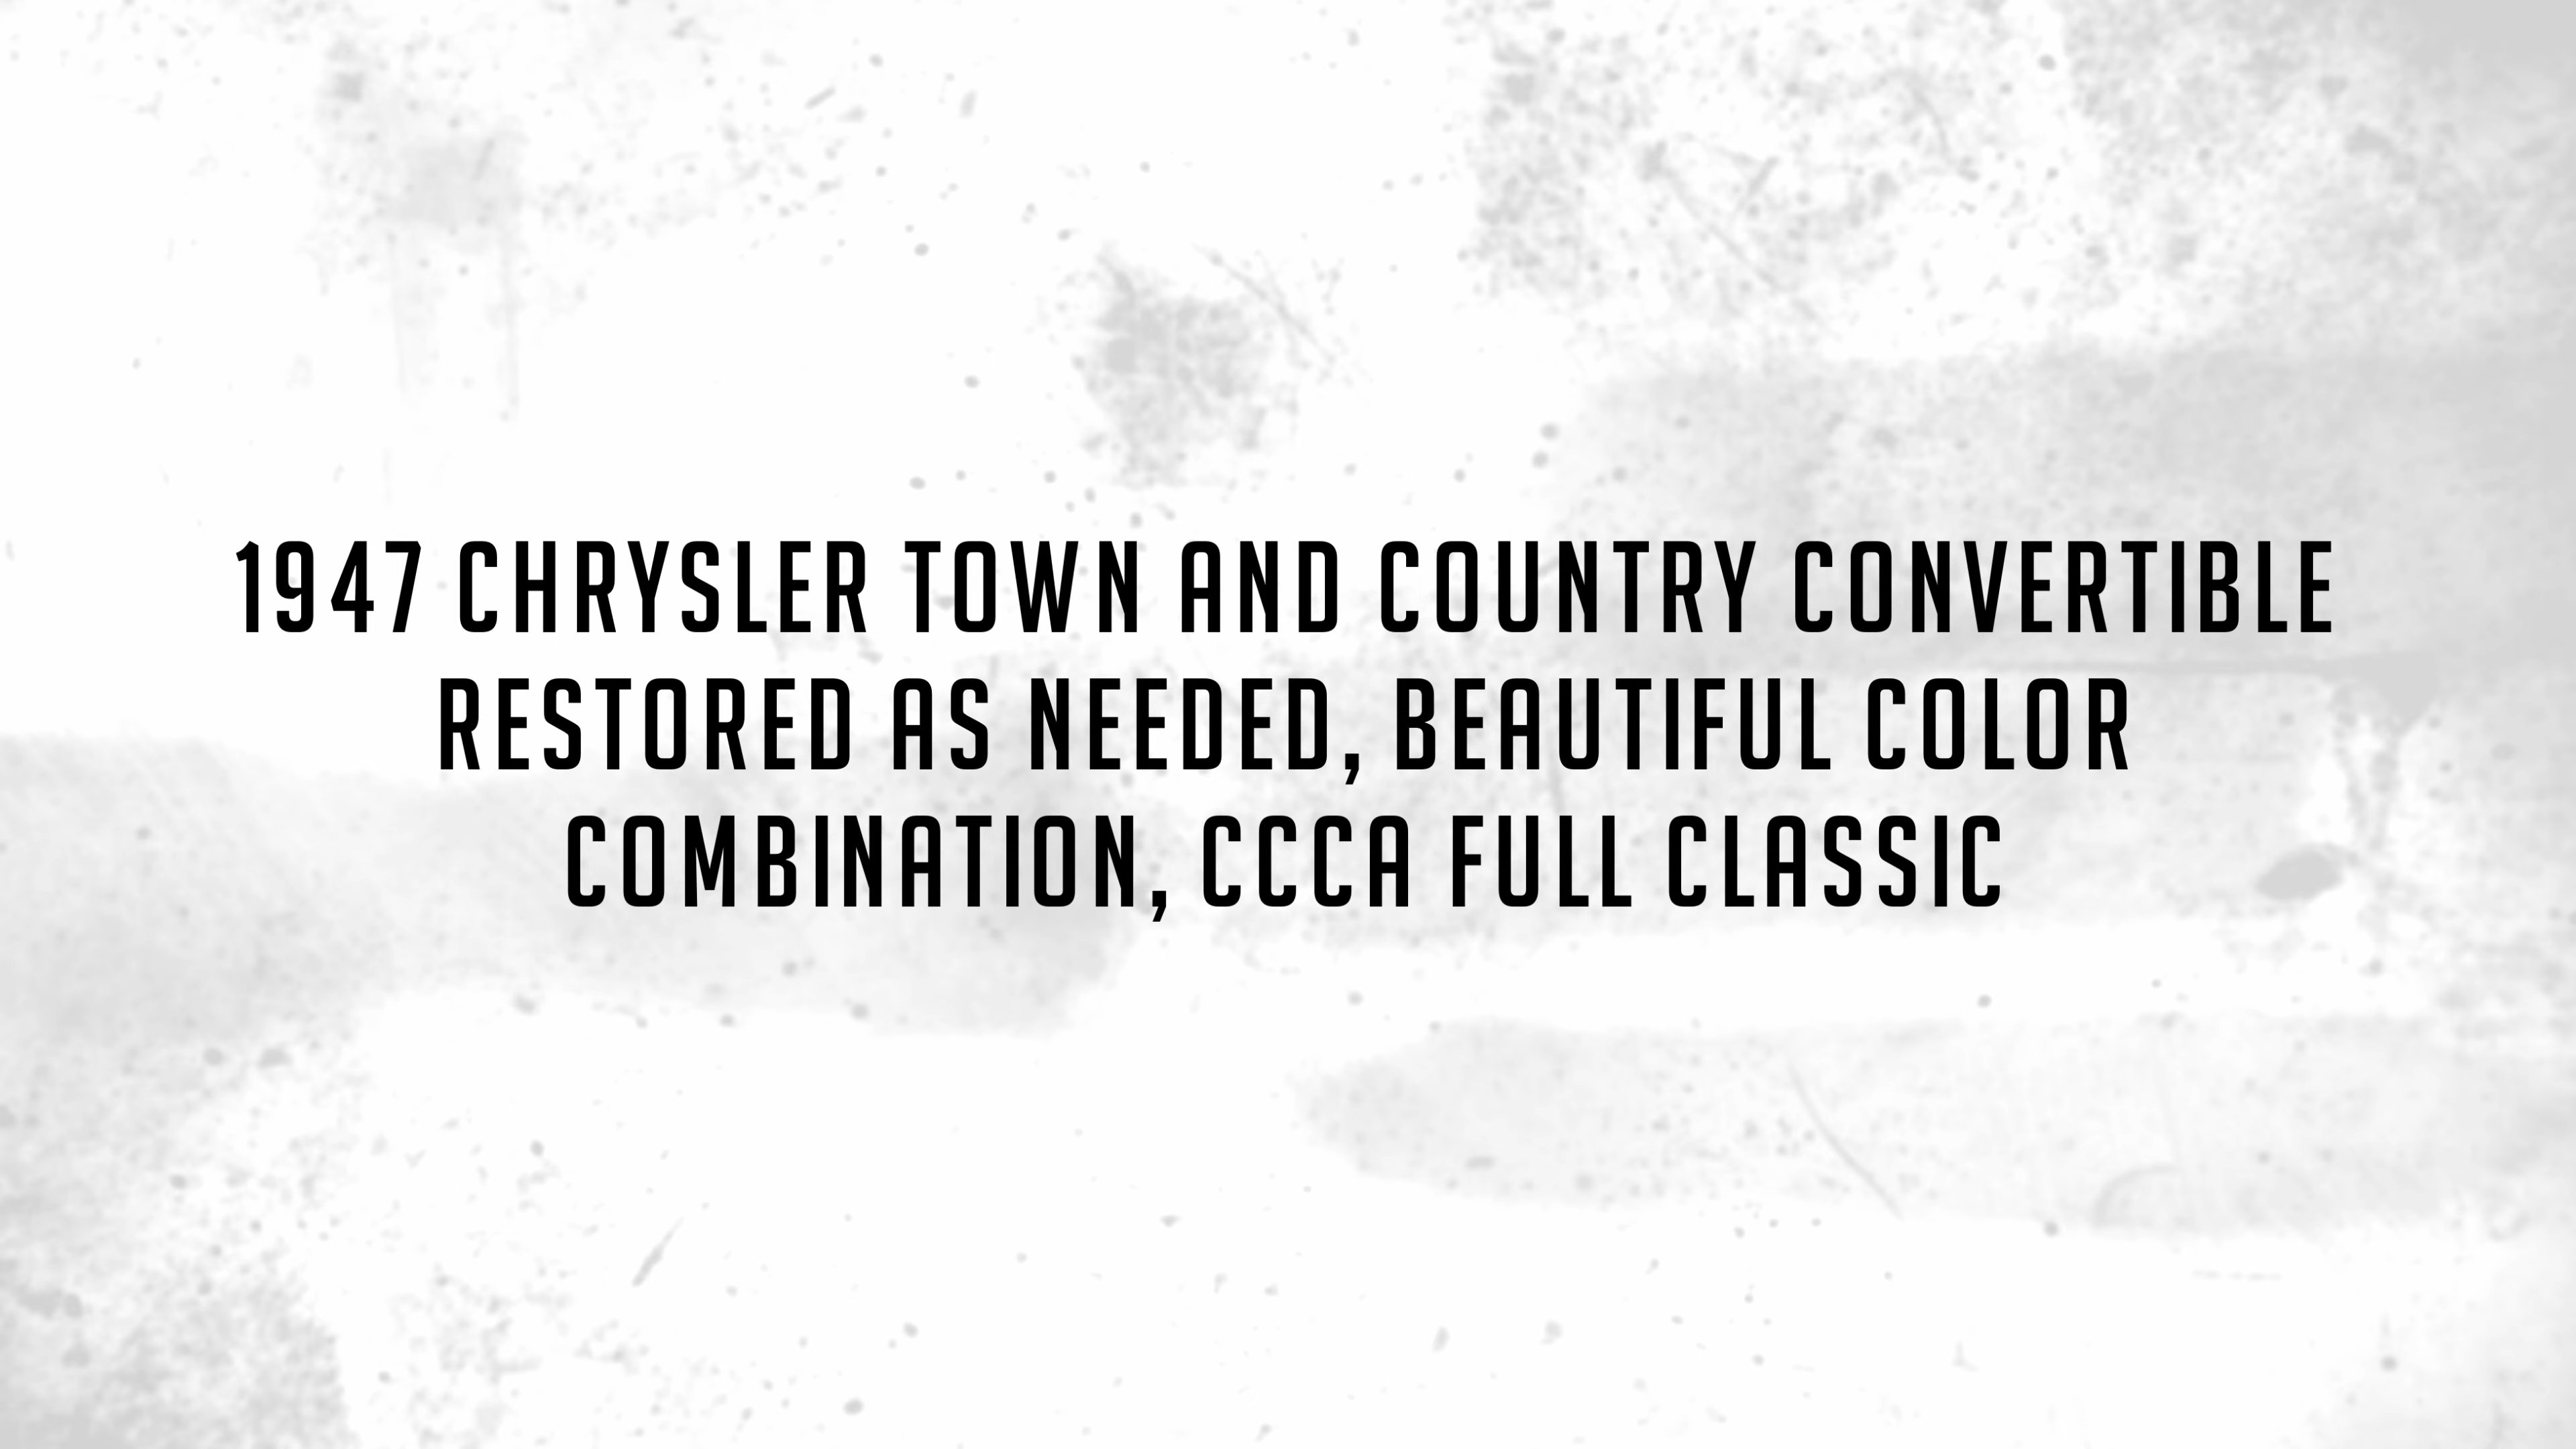 1947 CHRYSLER TOWN AND COUNTRY CONVERTIBLE
RESTORED AS NEEDED, BEAUTIFUL COLOR
COMBINATION, CCCA FULL CLASSIC